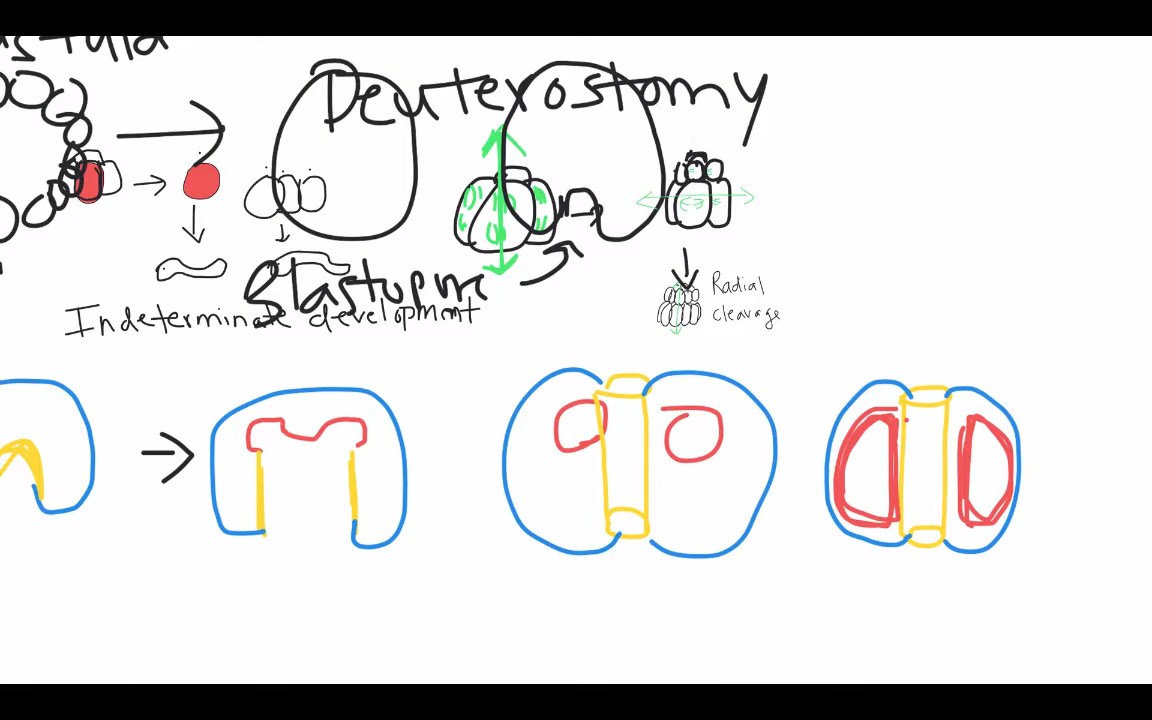 Deuterostomy
Blastopore
Indeterminate development
Radial
cleavage